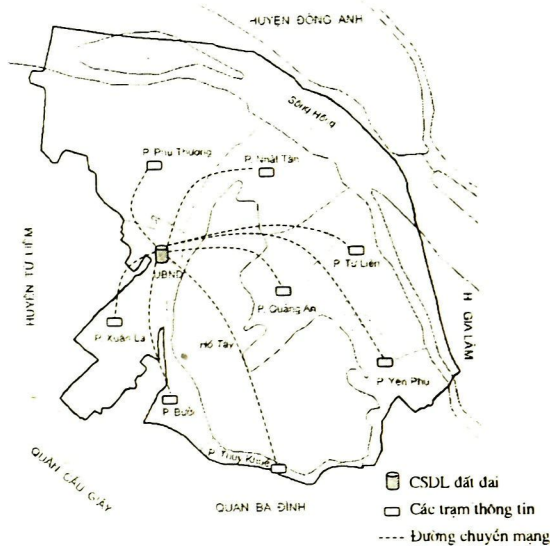 HUYỆN ĐÔNG ANH
Sông Hồng
P. Phú Thượng
P. Nhật Tân
HUYỆN TỪ LIÊM
UBND
P. Tứ Liên
P. Quảng An
H. GIA LÂM
P. Xuân La
Hồ Tây
P. Yên Phụ
P. Bưởi
P. Thụy Khuê
QUẬN CẦU GIẤY
QUẬN BA ĐÌNH
CSDL đất đai
Các trạm thông tin
Đường chuyển mạng